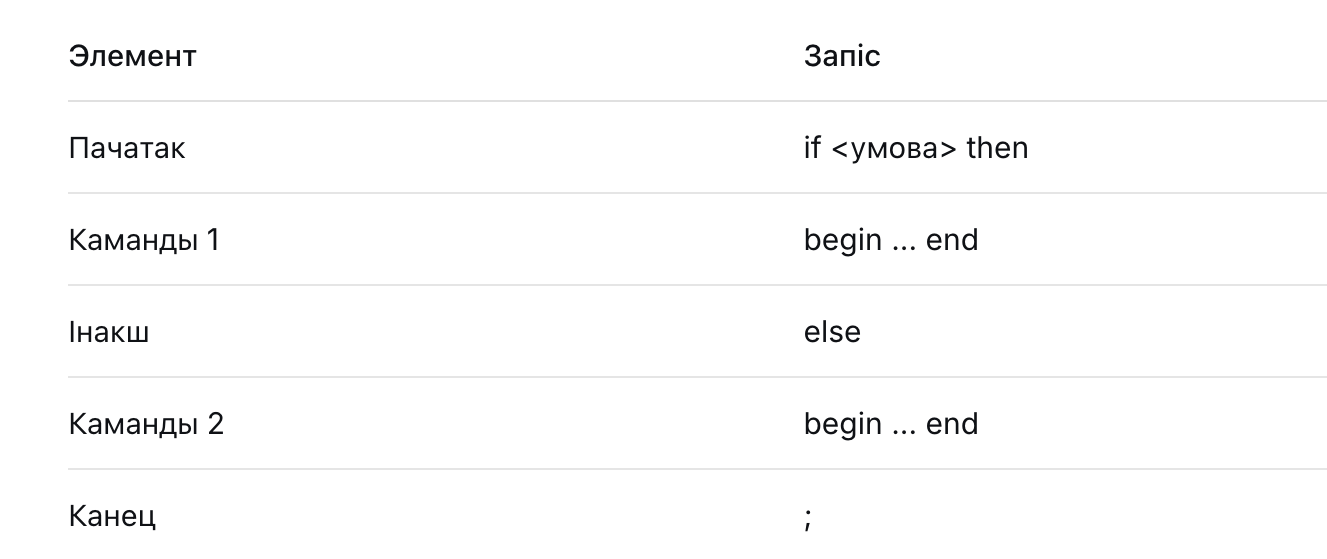 Элемент Запіс
Пачатак if <умова> then
Каманды 1 begin ... end
Інакш else
Каманды 2 begin ... end
Канец ;